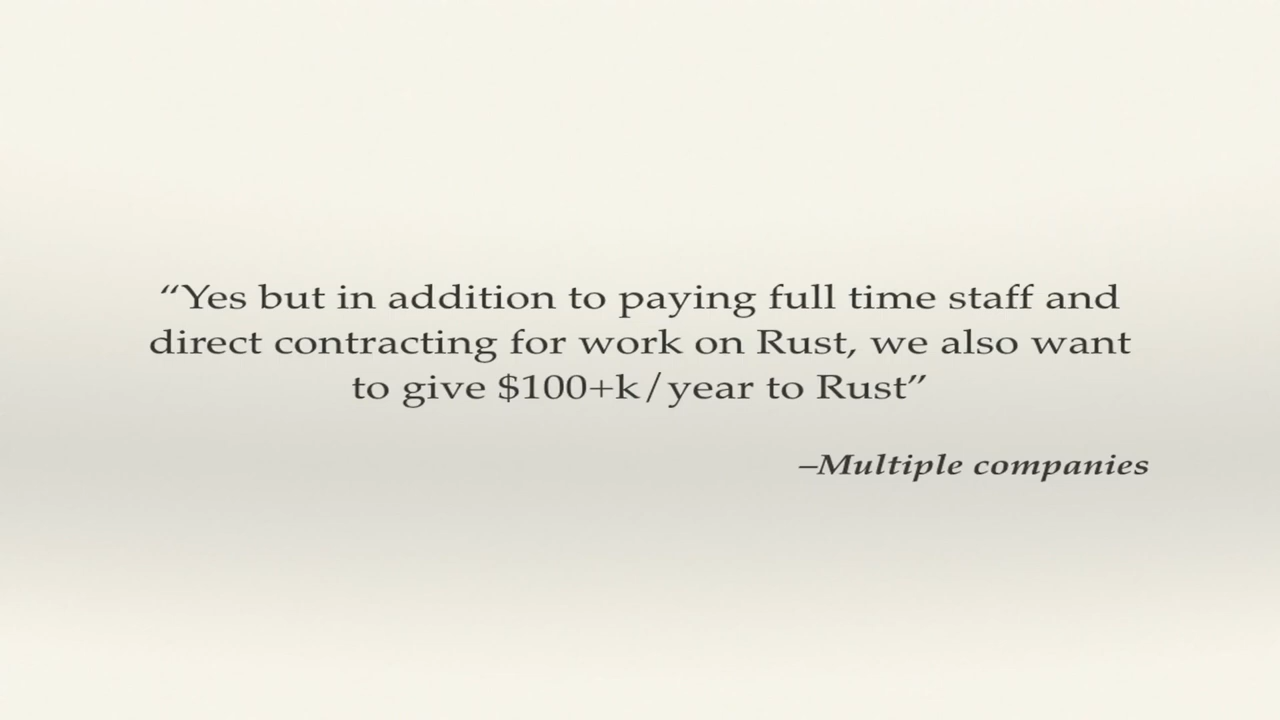 “Yes but in addition to paying full time staff and
direct contracting for work on Rust, we also want
to give $100+k/year to Rust”
–Multiple companies